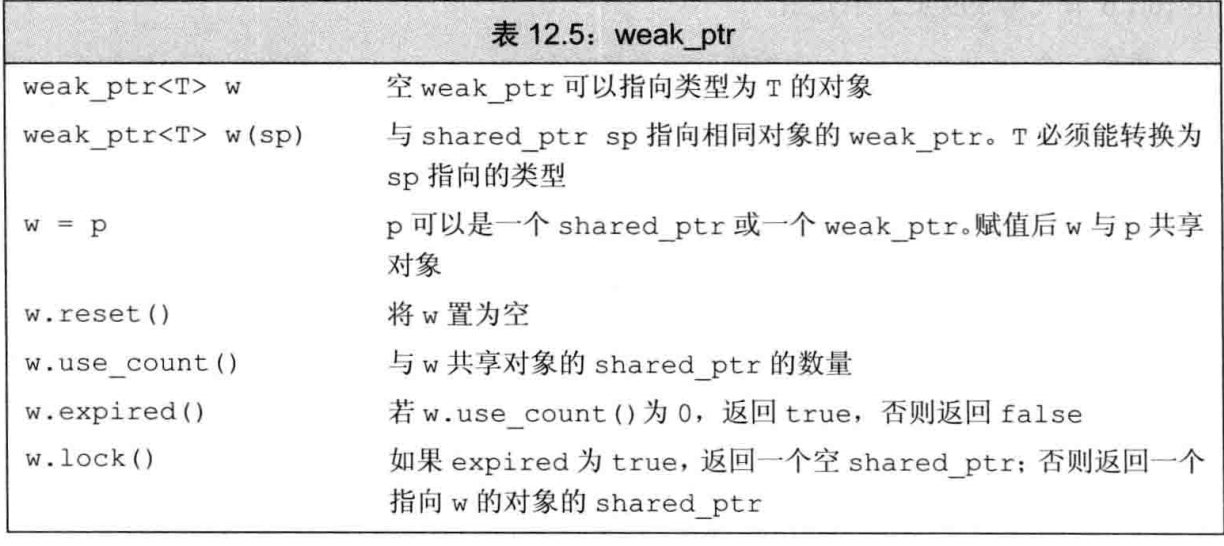 表 12.5：weak_ptr
weak_ptr<T> w 空 weak_ptr 可以指向类型为 T 的对象
weak_ptr<T> w(sp) 与 shared_ptr sp 指向相同对象的 weak_ptr。T 必须能转换为
sp 指向的类型
w = p p 可以是一个 shared_ptr 或一个 weak_ptr。赋值后 w 与 p 共享
对象
w.reset() 将 w 置为空
w.use_count() 与 w 共享对象的 shared_ptr 的数量
w.expired() 若 w.use_count()为 0，返回 true，否则返回 false
w.lock() 如果 expired 为 true，返回一个空 shared_ptr；否则返回一个
指向 w 的对象的 shared_ptr